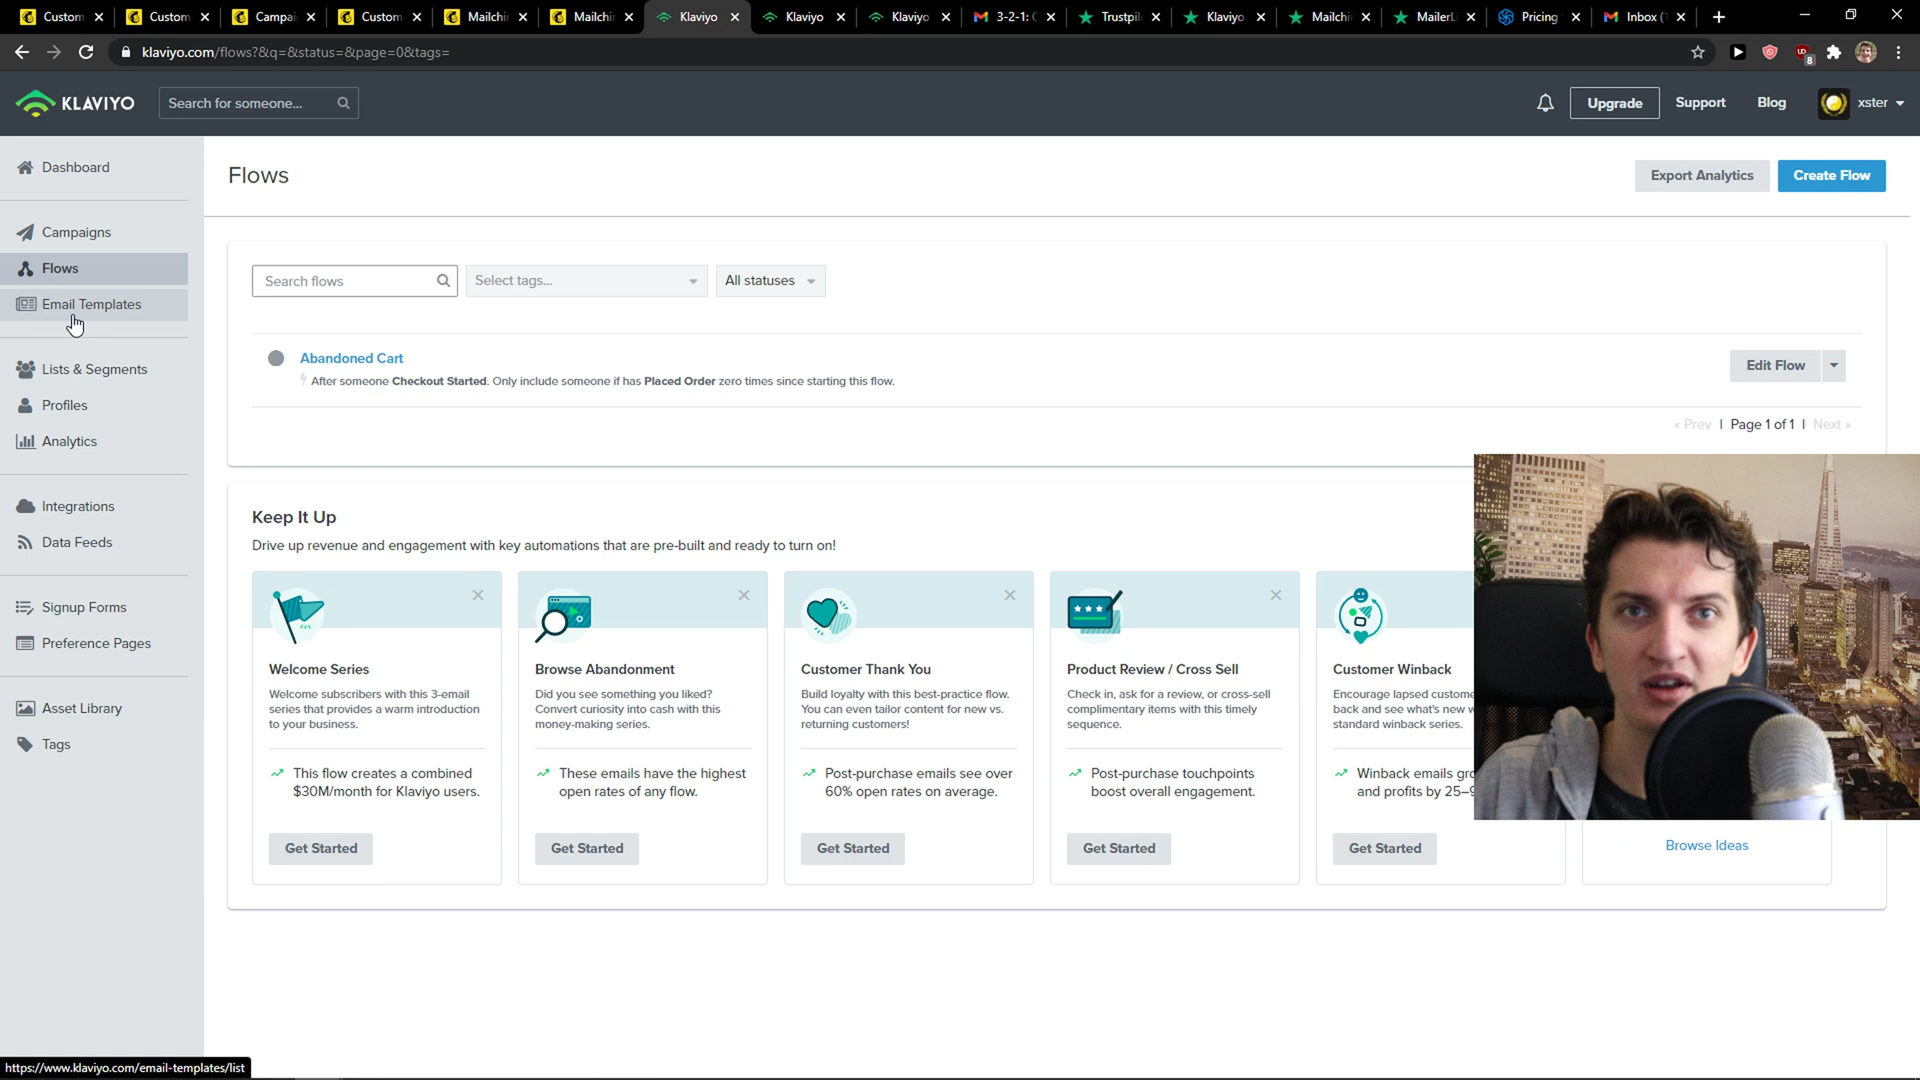 Custom
Custom
Campai
Custom
Mailchi
Mailchi
Klaviyo
Klaviyo
Klaviyo
3-2-1:
Trustpil
Klaviyo
Mailchi
MailerL
Pricing
Inbox (
klaviyo.com/flows?&q=&status=&page=0&tags=
8
KLAVIYO
Search for someone...
Upgrade
Support
Blog
xster
Dashboard
Campaigns
Flows
Email Templates
Lists & Segments
Profiles
Analytics
Integrations
Data Feeds
Signup Forms
Preference Pages
Asset Library
Tags
Flows
Export Analytics
Create Flow
Search flows
Select tags...
All statuses
Abandoned Cart
After someone Checkout Started. Only include someone if has Placed Order zero times since starting this flow.
Edit Flow
« Prev | Page 1 of 1 | Next »
Keep It Up
Drive up revenue and engagement with key automations that are pre-built and ready to turn on!
Welcome Series
Welcome subscribers with this 3-email
series that provides a warm introduction
to your business.
This flow creates a combined
$30M/month for Klaviyo users.
Get Started
Browse Abandonment
Did you see something you liked?
Convert curiosity into cash with this
money-making series.
These emails have the highest
open rates of any flow.
Get Started
Customer Thank You
Build loyalty with this best-practice flow.
You can even tailor content for new vs.
returning customers!
Post-purchase emails see over
60% open rates on average.
Get Started
Product Review / Cross Sell
Check in, ask for a review, or cross-sell
complimentary items with this timely
sequence.
Post-purchase touchpoints
boost overall engagement.
Get Started
Customer Winback
Encourage lapsed custome
back and see what's new w
standard winback series.
Winback emails gr
and profits by 25–
Get Started
Browse Ideas
https://www.klaviyo.com/email-templates/list